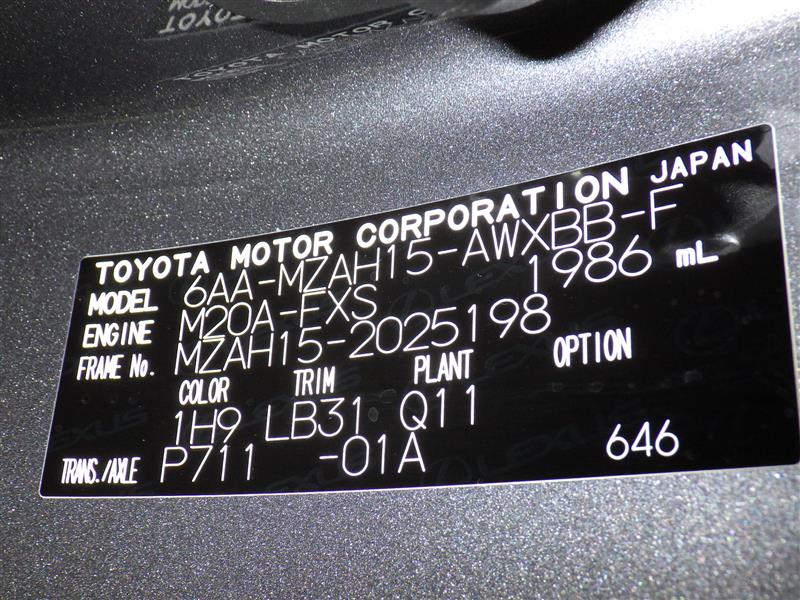 TOYOTA MOTOR CORPORATION JAPAN
MODEL 6AA-MZAH15-AWXBB-F
ENGINE M20A-FXS 1986 mL
FRAME No. MZAH15-2025198
COLOR TRIM PLANT OPTION
1H9 LB31 Q11
TRANS./AXLE P711 -01A 646
LEXUS